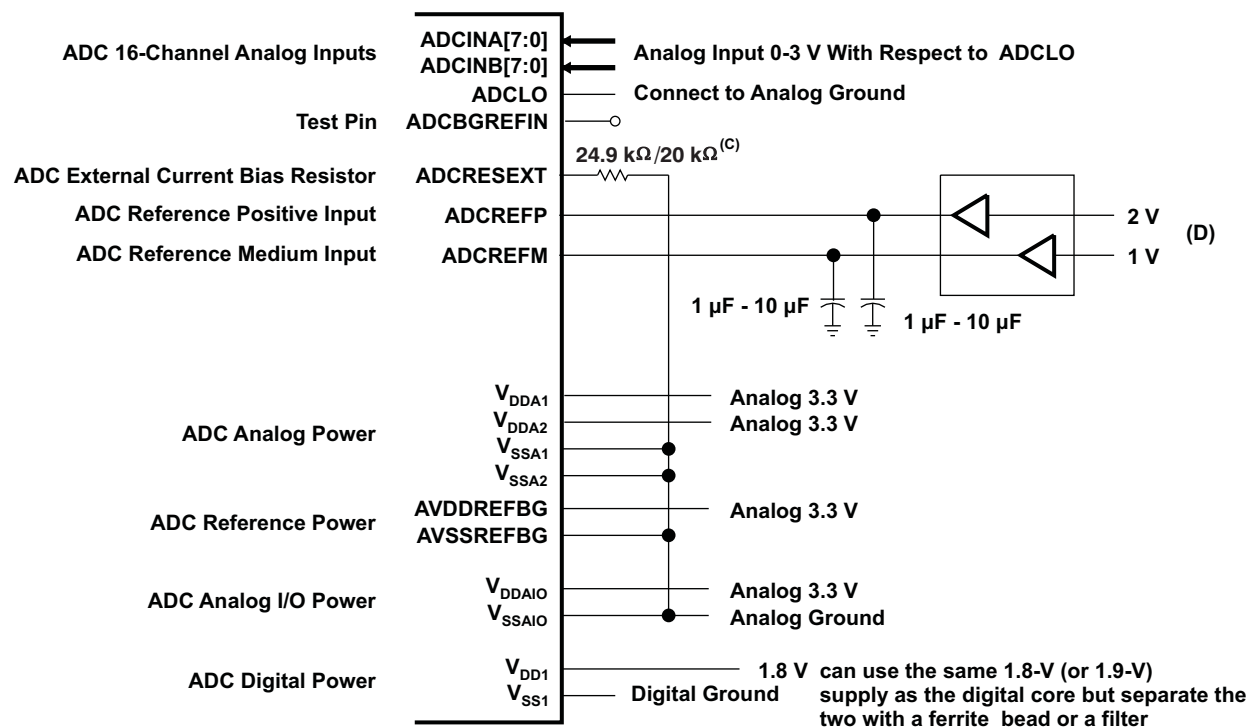 ADC 16-Channel Analog Inputs
ADCINA[7:0]
ADCINB[7:0]
Analog Input 0-3 V With Respect to ADCLO
ADCLO
Connect to Analog Ground
Test Pin
ADCBGREFIN
24.9 kΩ/20 kΩ(C)
ADC External Current Bias Resistor
ADCRESEXT
ADC Reference Positive Input
ADCREFP
2 V
(D)
ADC Reference Medium Input
ADCREFM
1 V
1 µF - 10 µF
1 µF - 10 µF
ADC Analog Power
VDDA1
Analog 3.3 V
VDDA2
Analog 3.3 V
VSSA1
VSSA2
ADC Reference Power
AVDDREFBG
Analog 3.3 V
AVSSREFBG
ADC Analog I/O Power
VDDAIO
Analog 3.3 V
VSSAIO
Analog Ground
ADC Digital Power
VDD1
1.8 V can use the same 1.8-V (or 1.9-V)
VSS1
Digital Ground
supply as the digital core but separate the
two with a ferrite bead or a filter